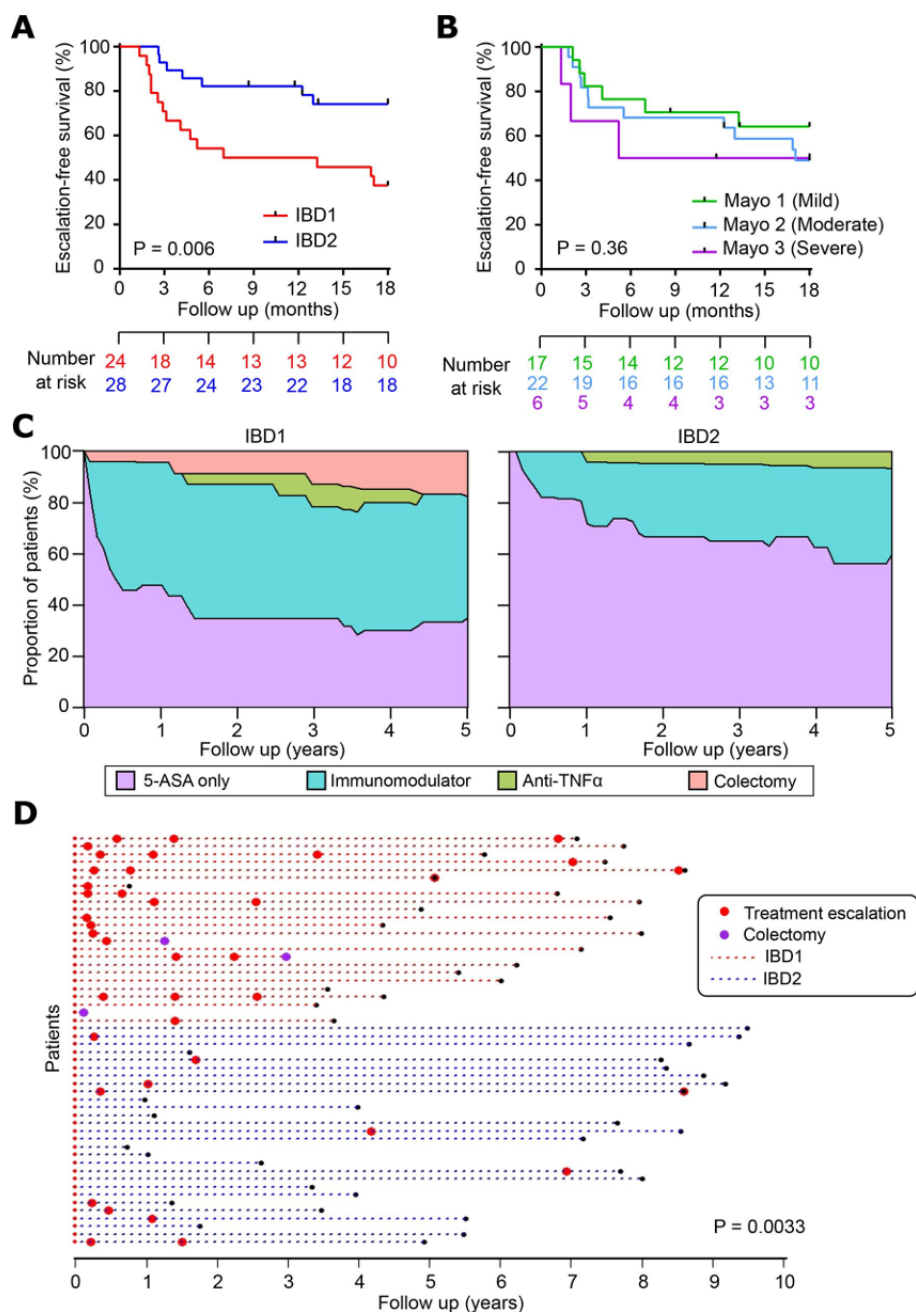 A
Escalation-free survival (%)
100
80
60
40
20
0
IBD1
IBD2
P = 0.006
0 3 6 9 12 15 18
Follow up (months)
Number at risk
24 18 14 13 13 12 10
28 27 24 23 22 18 18
B
Escalation-free survival (%)
100
80
60
40
20
0
Mayo 1 (Mild)
Mayo 2 (Moderate)
Mayo 3 (Severe)
P = 0.36
0 3 6 9 12 15 18
Follow up (months)
Number at risk
17 15 14 12 12 10 10
22 19 16 16 16 13 11
6 5 4 4 3 3 3
C
IBD1
IBD2
Proportion of patients (%)
100
80
60
40
20
0
0 1 2 3 4 5
Follow up (years)
0 1 2 3 4 5
Follow up (years)
5-ASA only Immunomodulator Anti-TNFα Colectomy
D
Patients
Treatment escalation
Colectomy
IBD1
IBD2
P = 0.0033
0 1 2 3 4 5 6 7 8 9 10
Follow up (years)